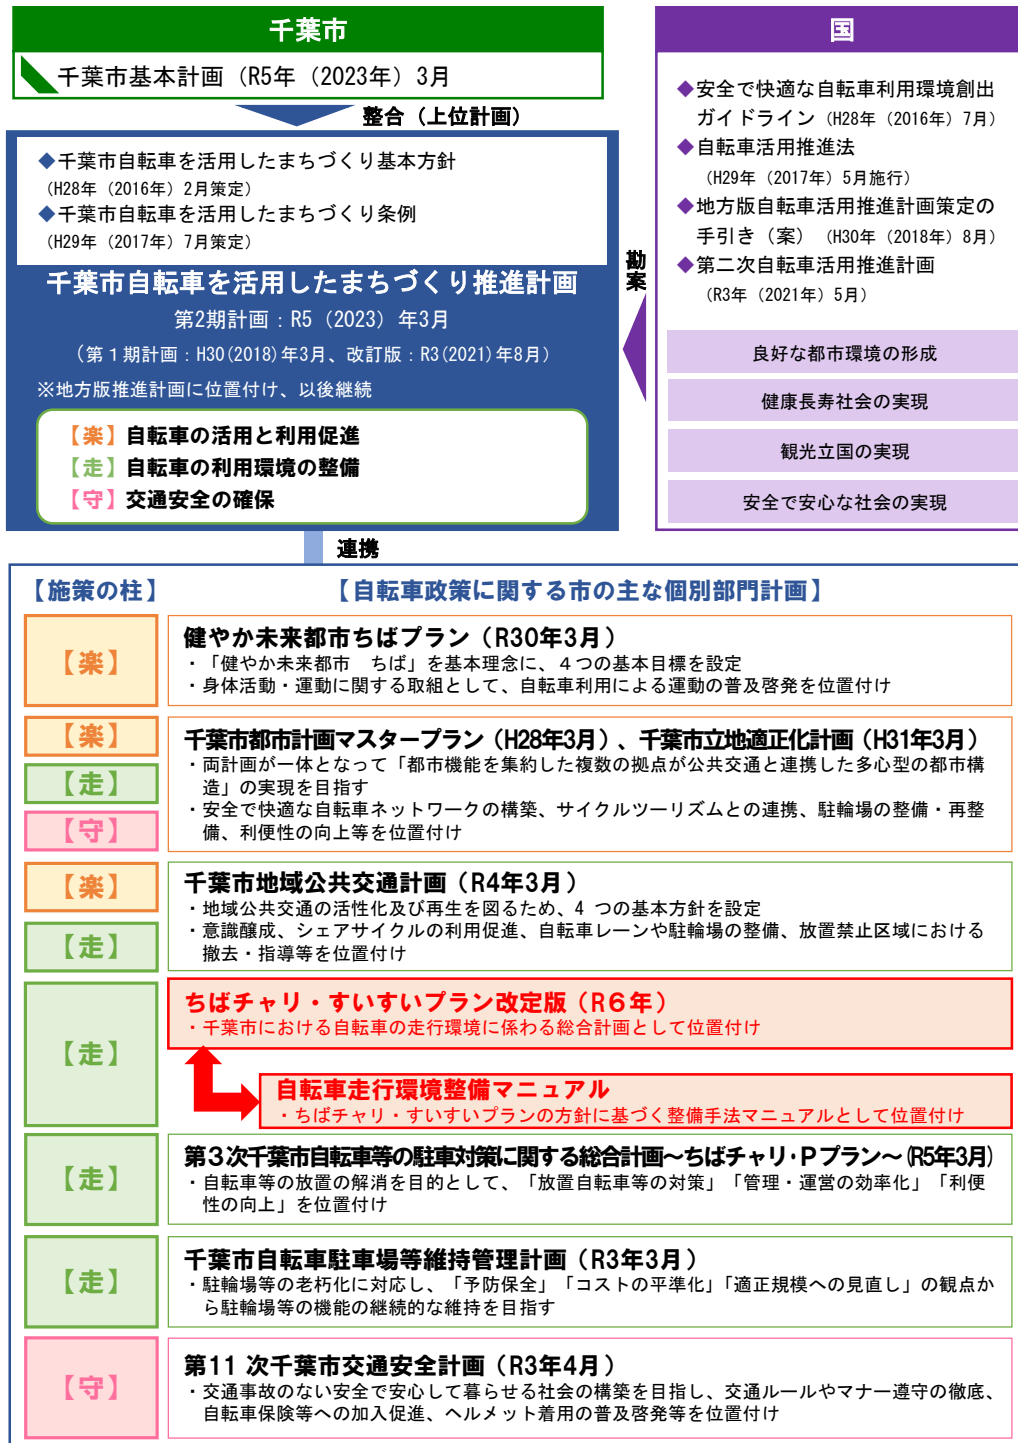 千葉市
千葉市基本計画（R5年（2023年）3月
整合（上位計画）
◆千葉市自転車を活用したまちづくり基本方針
（H28年（2016年）2月策定）
◆千葉市自転車を活用したまちづくり条例
（H29年（2017年）7月策定）
千葉市自転車を活用したまちづくり推進計画
第2期計画：R5（2023）年3月
（第１期計画：H30(2018)年3月、改訂版：R3(2021)年8月）
※地方版推進計画に位置付け、以後継続
【楽】自転車の活用と利用促進
【走】自転車の利用環境の整備
【守】交通安全の確保
勘案
国
◆安全で快適な自転車利用環境創出
ガイドライン（H28年（2016年）7月）
◆自転車活用推進法
（H29年（2017年）5月施行）
◆地方版自転車活用推進計画策定の
手引き（案）（H30年（2018年）8月）
◆第二次自転車活用推進計画
（R3年（2021年）5月）
良好な都市環境の形成
健康長寿社会の実現
観光立国の実現
安全で安心な社会の実現
連携
【施策の柱】
【自転車政策に関する市の主な個別部門計画】
【楽】
健やか未来都市ちばプラン（R30年3月）
・「健やか未来都市　ちば」を基本理念に、４つの基本目標を設定
・身体活動・運動に関する取組として、自転車利用による運動の普及啓発を位置付け
【楽】
【走】
【守】
千葉市都市計画マスタープラン（H28年3月）、千葉市立地適正化計画（H31年3月）
・両計画が一体となって「都市機能を集約した複数の拠点が公共交通と連携した多心型の都市構
造」の実現を目指す
・安全で快適な自転車ネットワークの構築、サイクルツーリズムとの連携、駐輪場の整備・再整
備、利便性の向上等を位置付け
【楽】
【走】
千葉市地域公共交通計画（R4年3月）
・地域公共交通の活性化及び再生を図るため、4 つの基本方針を設定
・意識醸成、シェアサイクルの利用促進、自転車レーンや駐輪場の整備、放置禁止区域における
撤去・指導等を位置付け
【走】
ちばチャリ・すいすいプラン改定版（R６年）
・千葉市における自転車の走行環境に係わる総合計画として位置付け
自転車走行環境整備マニュアル
・ちばチャリ・すいすいプランの方針に基づく整備手法マニュアルとして位置付け
【走】
第３次千葉市自転車等の駐車対策に関する総合計画～ちばチャリ・Ｐプラン～(R5年3月)
・自転車等の放置の解消を目的として、「放置自転車等の対策」「管理・運営の効率化」「利便
性の向上」を位置付け
【走】
千葉市自転車駐車場等維持管理計画（R3年3月）
・駐輪場等の老朽化に対応し、「予防保全」「コストの平準化」「適正規模への見直し」の観点か
ら駐輪場等の機能の継続的な維持を目指す
【守】
第11 次千葉市交通安全計画（R3年4月）
・交通事故のない安全で安心して暮らせる社会の構築を目指し、交通ルールやマナー遵守の徹底、
自転車保険等への加入促進、ヘルメット着用の普及啓発等を位置付け